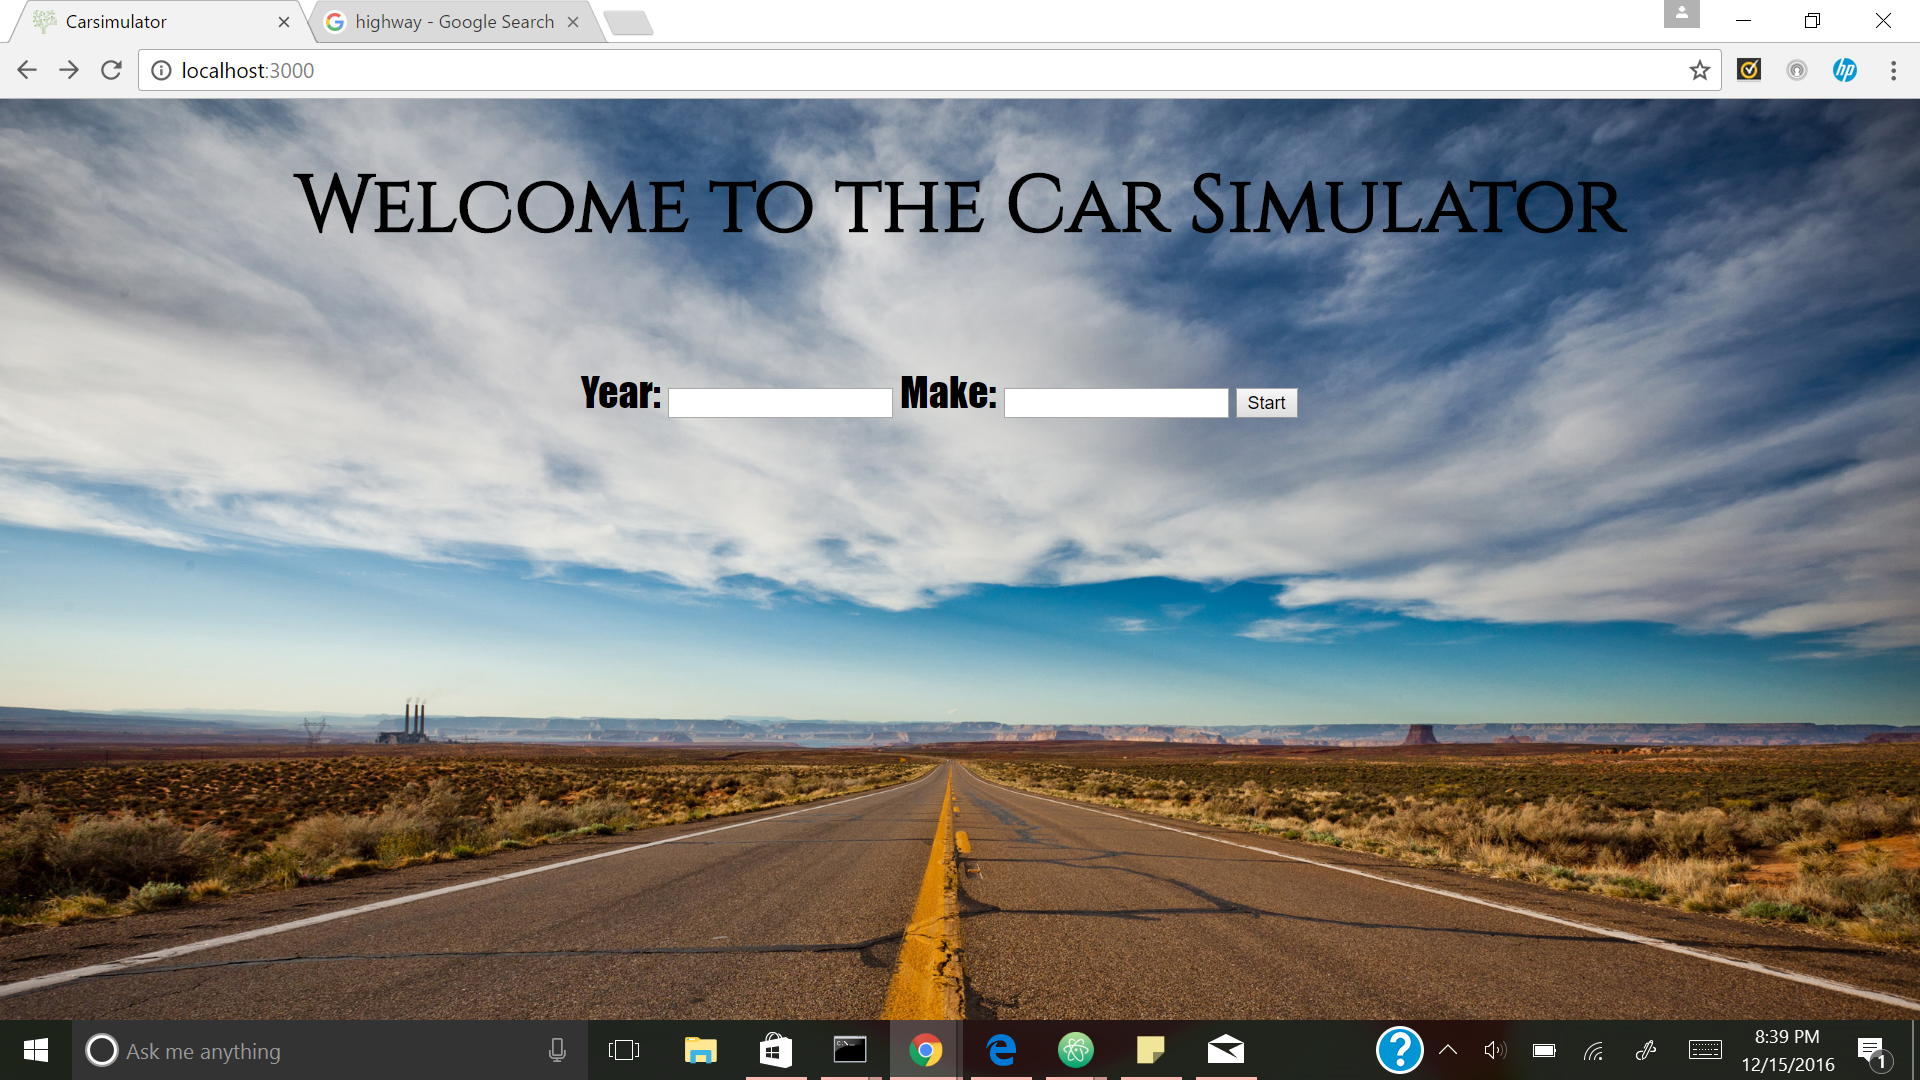 Carsimulator
highway - Google Search
localhost:3000
hp
Welcome to the Car Simulator
Year: Make: Start
Ask me anything
C:\_
?
8:39 PM
12/15/2016
1